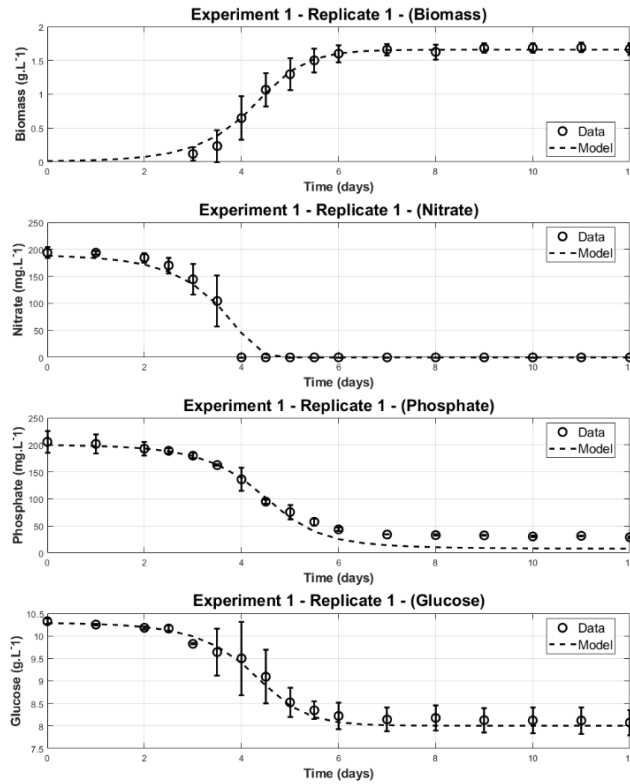 Experiment 1 - Replicate 1 - (Biomass)
2
1.5
1
0.5
0
Biomass (g.L⁻1)
Data
Model
0 2 4 6 8 10 1
Time (days)
Experiment 1 - Replicate 1 - (Nitrate)
250
200
150
100
50
0
Nitrate (mg.L⁻1)
Data
Model
0 2 4 6 8 10 1
Time (days)
Experiment 1 - Replicate 1 - (Phosphate)
250
200
150
100
50
0
Phosphate (mg.L⁻1)
Data
Model
0 2 4 6 8 10 1
Time (days)
Experiment 1 - Replicate 1 - (Glucose)
10.5
10
9.5
9
8.5
8
7.5
Glucose (g.L⁻1)
Data
Model
0 2 4 6 8 10 1
Time (days)